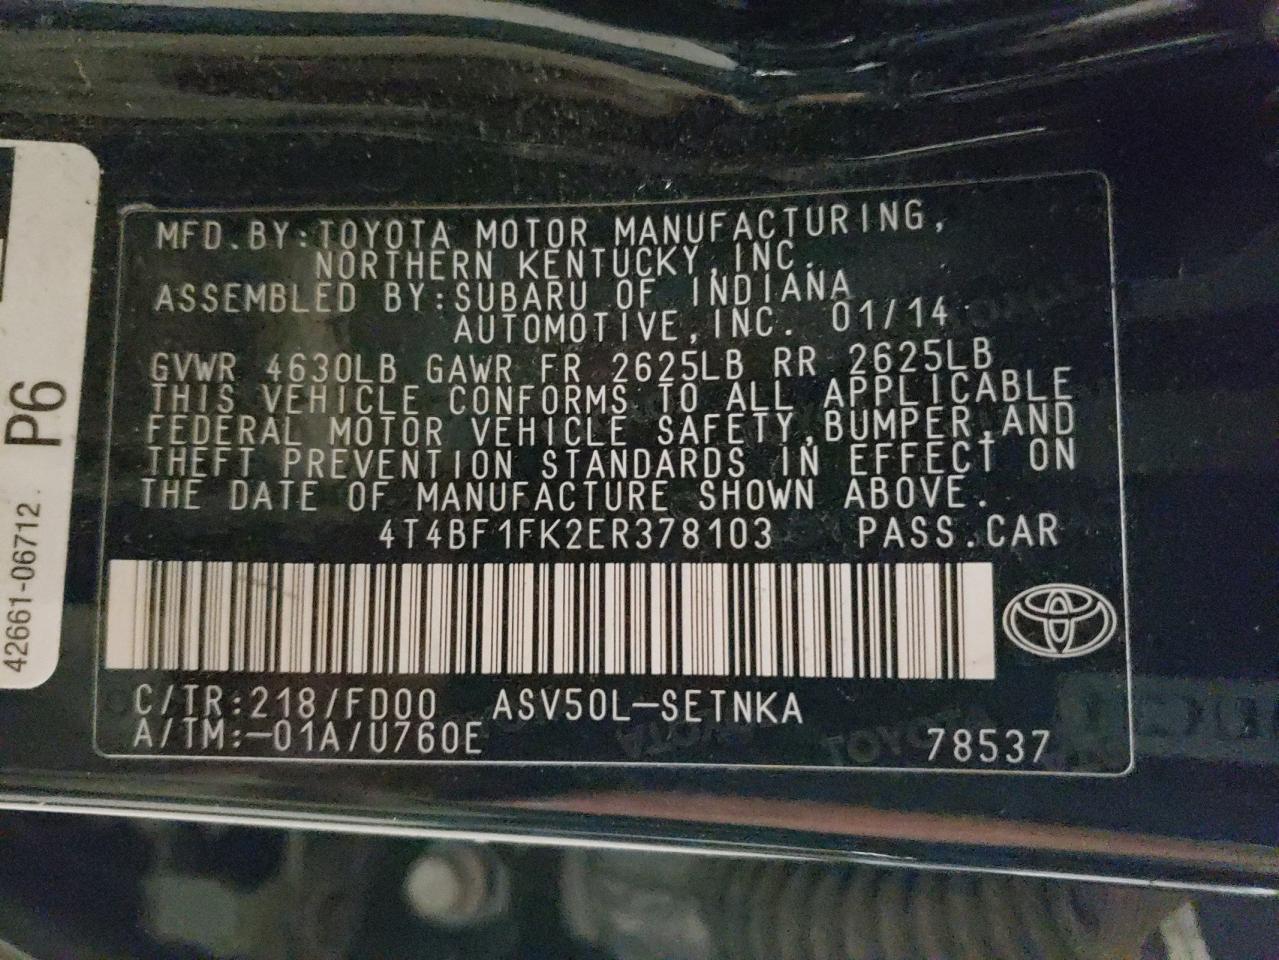 MFD.BY:TOYOTA MOTOR MANUFACTURING,
NORTHERN KENTUCKY,INC.
ASSEMBLED BY:SUBARU OF INDIANA
AUTOMOTIVE,INC. 01/14
GVWR 4630LB GAWR FR 2625LB RR 2625LB
THIS VEHICLE CONFORMS TO ALL APPLICABLE
FEDERAL MOTOR VEHICLE SAFETY,BUMPER,AND
THEFT PREVENTION STANDARDS IN EFFECT ON
THE DATE OF MANUFACTURE SHOWN ABOVE.
4T4BF1FK2ER378103 PASS.CAR
C/TR:218/FD00 ASV50L-SETNKA
A/TM:-01A/U760E 78537
P6
42661-06712.